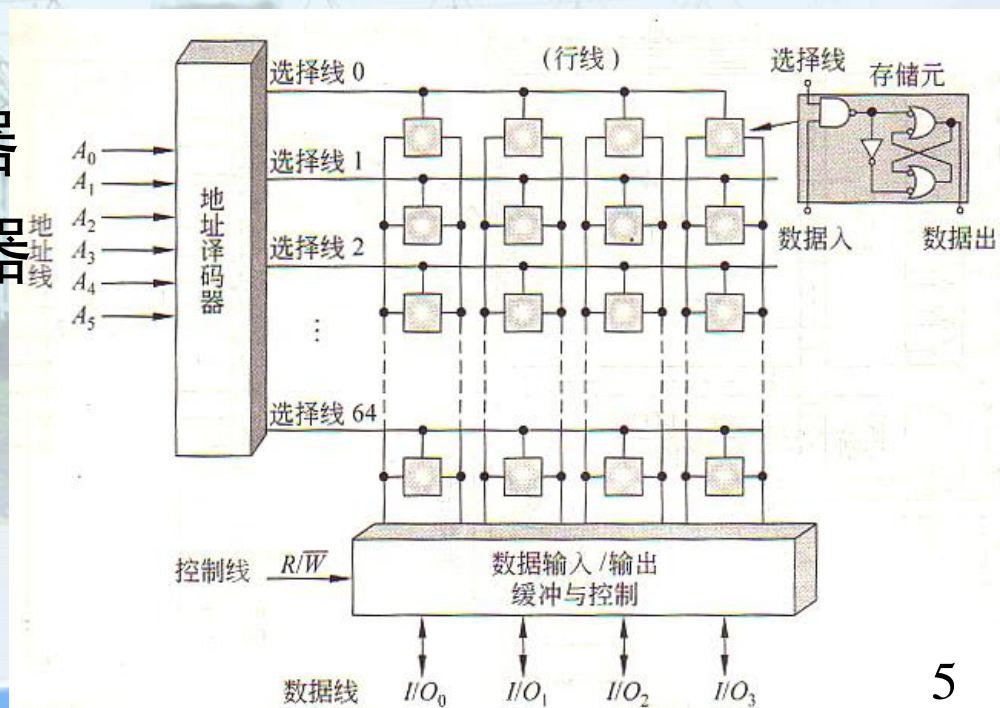 器
器
地址线
A₀
A₁
A₂
A₃
A₄
A₅
地址译码器
选择线 0
(行线)
选择线 1
选择线 2
⋮
选择线 64
选择线
存储元
数据入
数据出
控制线
R/W̅
数据输入/输出
缓冲与控制
数据线
I/O₀
I/O₁
I/O₂
I/O₃
5